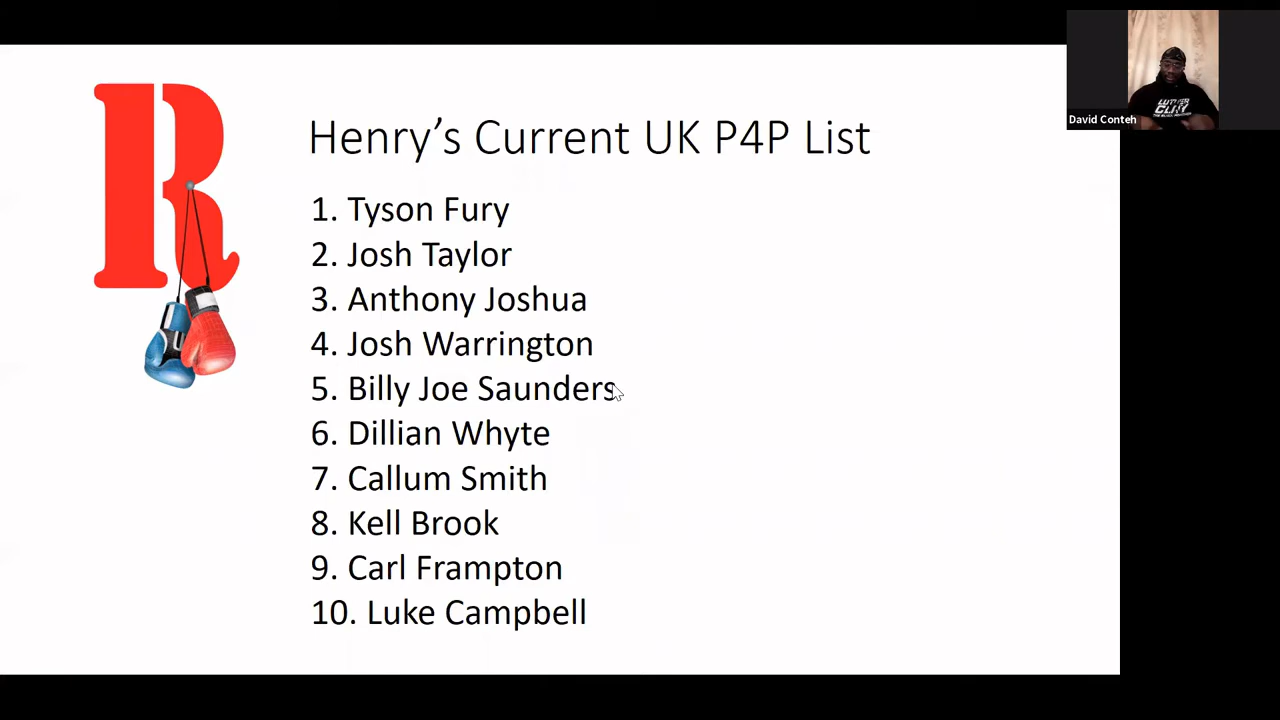 R
Henry's Current UK P4P List
1. Tyson Fury
2. Josh Taylor
3. Anthony Joshua
4. Josh Warrington
5. Billy Joe Saunders
6. Dillian Whyte
7. Callum Smith
8. Kell Brook
9. Carl Frampton
10. Luke Campbell
David Conteh